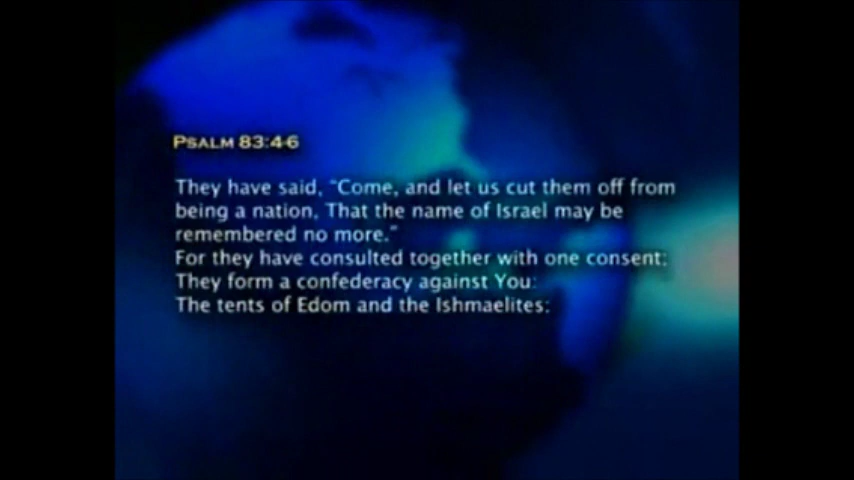 Psalm 83:4-6
They have said, "Come, and let us cut them off from
being a nation, That the name of Israel may be
remembered no more."
For they have consulted together with one consent;
They form a confederacy against You:
The tents of Edom and the Ishmaelites;